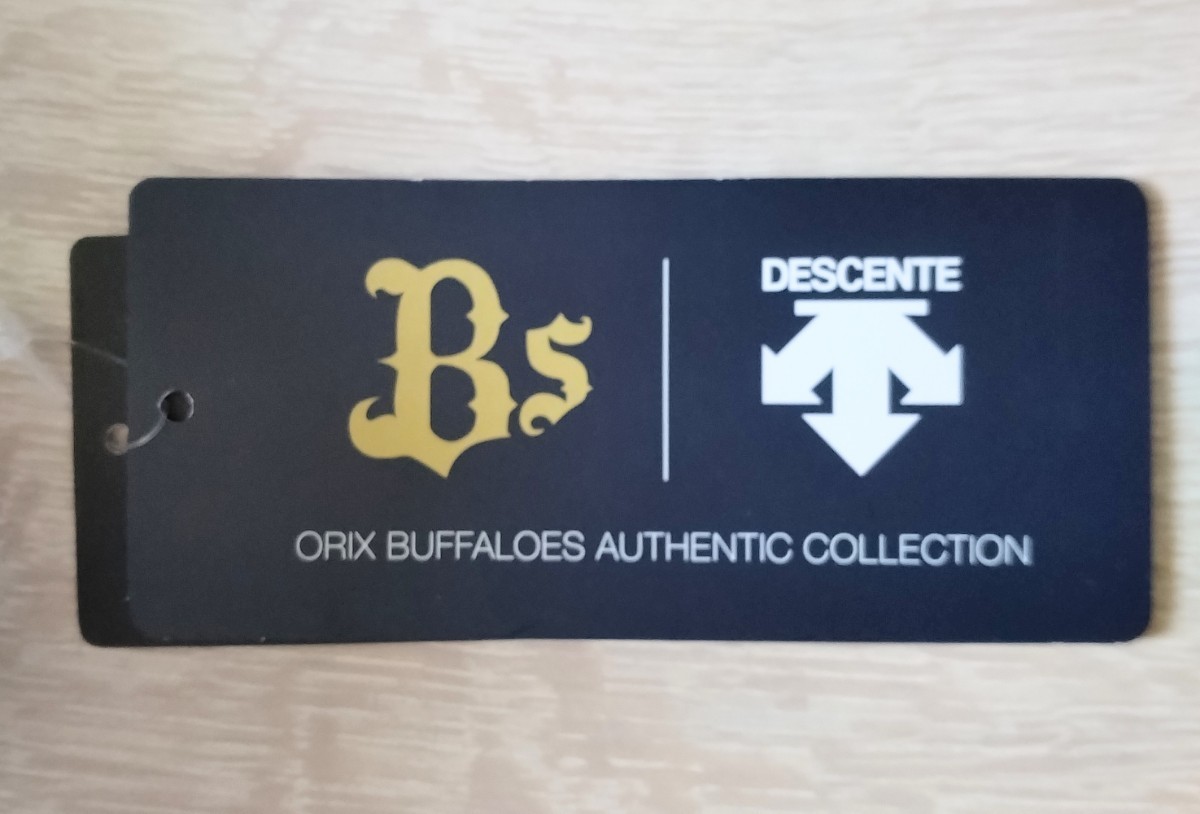 Bs
DESCENTE
ORIX BUFFALOES AUTHENTIC COLLECTION